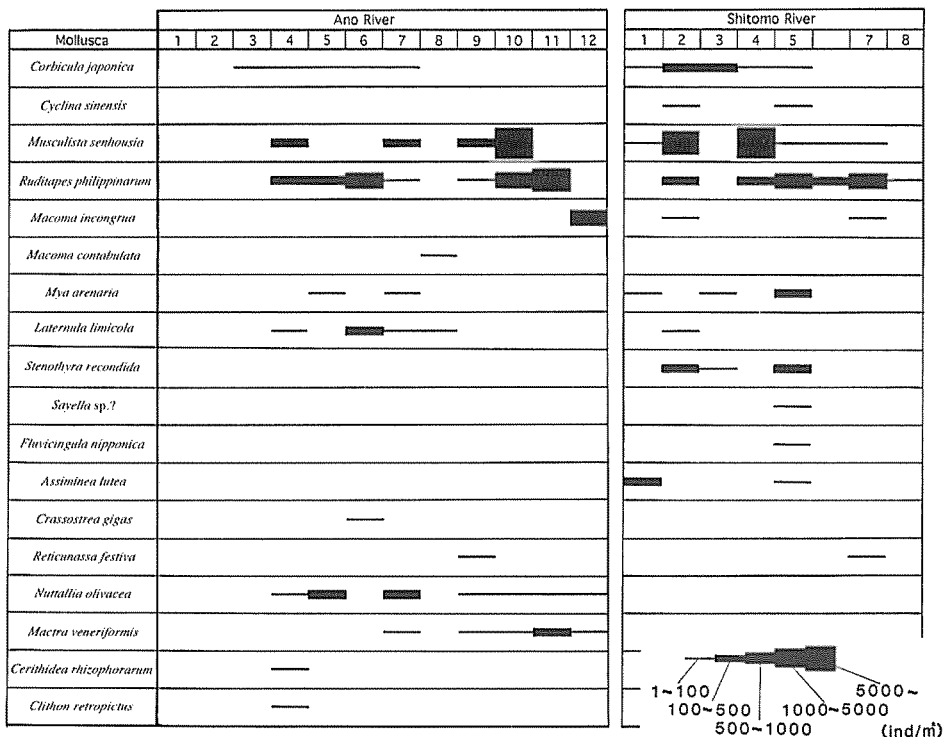 Ano River
Shitomo River
Mollusca 1 2 3 4 5 6 7 8 9 10 11 12 1 2 3 4 5 7 8
Corbicula japonica
Cyclina sinensis
Musculista senhousia
Ruditapes philippinarum
Macoma incongrua
Macoma contabulata
Mya arenaria
Laternula limicola
Stenothyra recondida
Sayella sp.?
Fluvicingula nipponica
Assiminea lutea
Crassostrea gigas
Reticunassa festiva
Nuttallia olivacea
Mactra veneriformis
Cerithidea rhizophorarum
Clithon retropictus
1~100
100~500
500~1000
1000~5000
5000~
(ind/㎡)